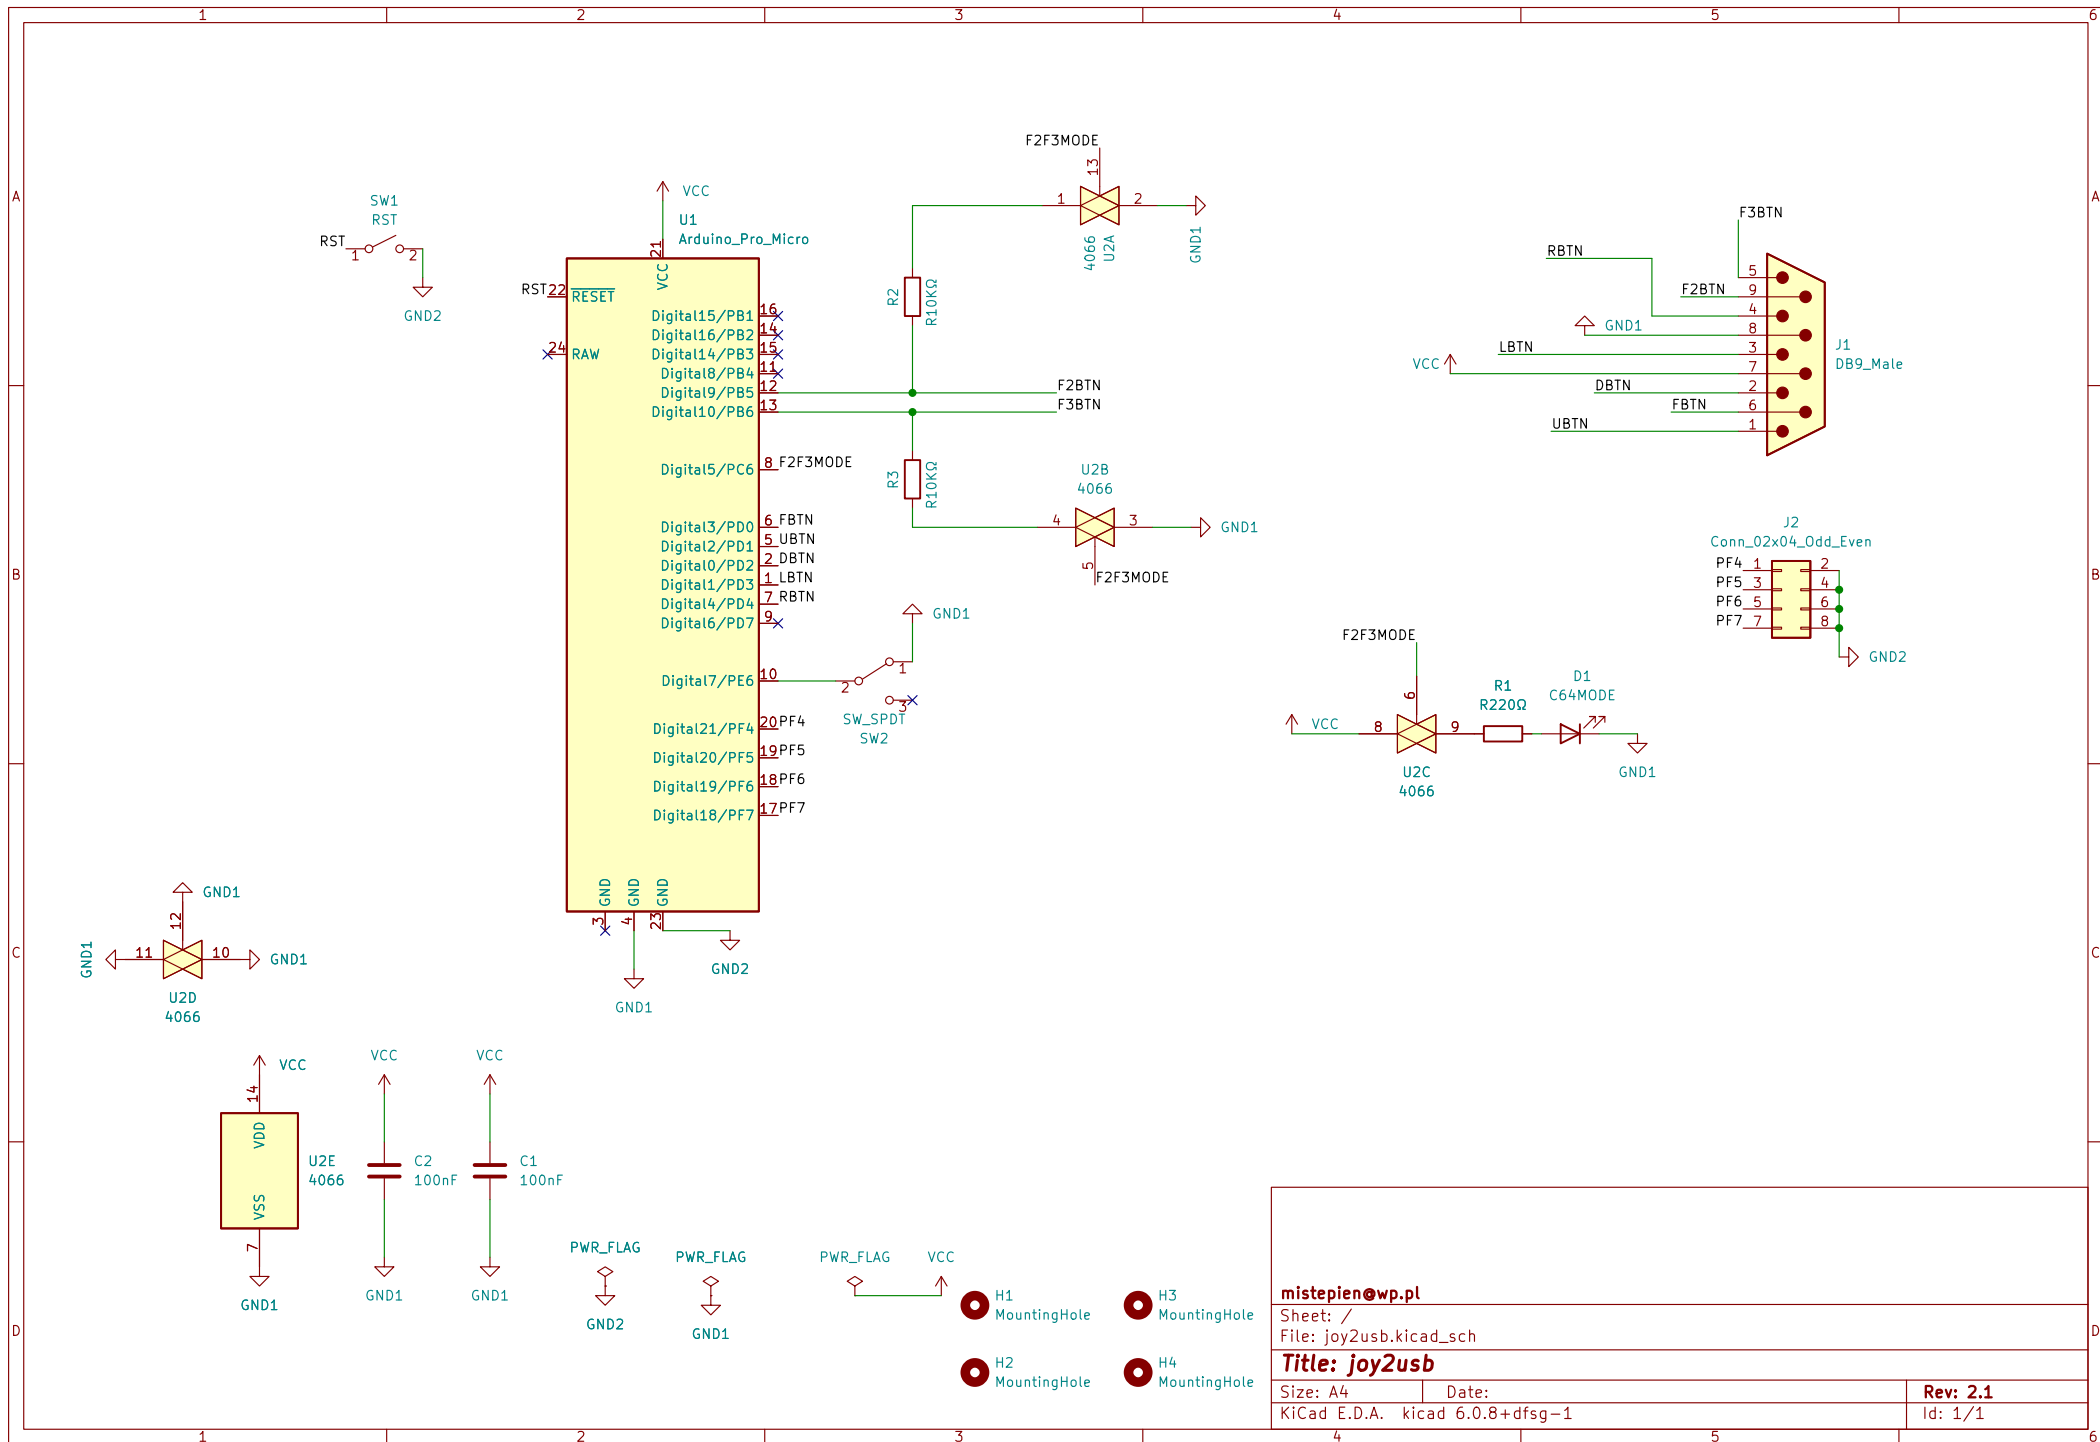 1 2 3 4 5 6
A
A
B
B
C
C
D
D
1 2 3 4 5 6
SW1
RST
RST
1
2
GND2
VCC
U1
Arduino_Pro_Micro
21
VCC
RST
22
RESET
24
RAW
Digital15/PB1
16
Digital16/PB2
14
Digital14/PB3
15
Digital8/PB4
11
Digital9/PB5
12
Digital10/PB6
13
Digital5/PC6
8
F2F3MODE
Digital3/PD0
6
FBTN
Digital2/PD1
5
UBTN
Digital0/PD2
2
DBTN
Digital1/PD3
1
LBTN
Digital4/PD4
7
RBTN
Digital6/PD7
9
Digital7/PE6
10
Digital21/PF4
20
PF4
Digital20/PF5
19
PF5
Digital19/PF6
18
PF6
Digital18/PF7
17
PF7
GND
GND
GND
3
4
23
GND2
GND1
F2F3MODE
13
1
2
4066
U2A
GND1
R2
R10KΩ
F2BTN
F3BTN
R3
R10KΩ
U2B
4066
4
3
GND1
5
F2F3MODE
GND1
1
2
3
SW_SPDT
SW2
F3BTN
RBTN
F2BTN
GND1
LBTN
VCC
DBTN
FBTN
UBTN
5
9
4
8
3
7
2
6
1
J1
DB9_Male
J2
Conn_02x04_Odd_Even
PF4 1 2
PF5 3 4
PF6 5 6
PF7 7 8
GND2
F2F3MODE
6
VCC
8
9
U2C
4066
R1
R220Ω
D1
C64MODE
GND1
GND1
12
GND1
11
10
GND1
U2D
4066
VCC
14
VDD
VSS
7
U2E
4066
GND1
VCC
C2
100nF
GND1
VCC
C1
100nF
GND1
PWR_FLAG
GND2
PWR_FLAG
GND1
PWR_FLAG
VCC
H1
MountingHole
H2
MountingHole
H3
MountingHole
H4
MountingHole
mistepien@wp.pl
Sheet: /
File: joy2usb.kicad_sch
Title: joy2usb
Size: A4
Date:
Rev: 2.1
KiCad E.D.A. kicad 6.0.8+dfsg-1
Id: 1/1